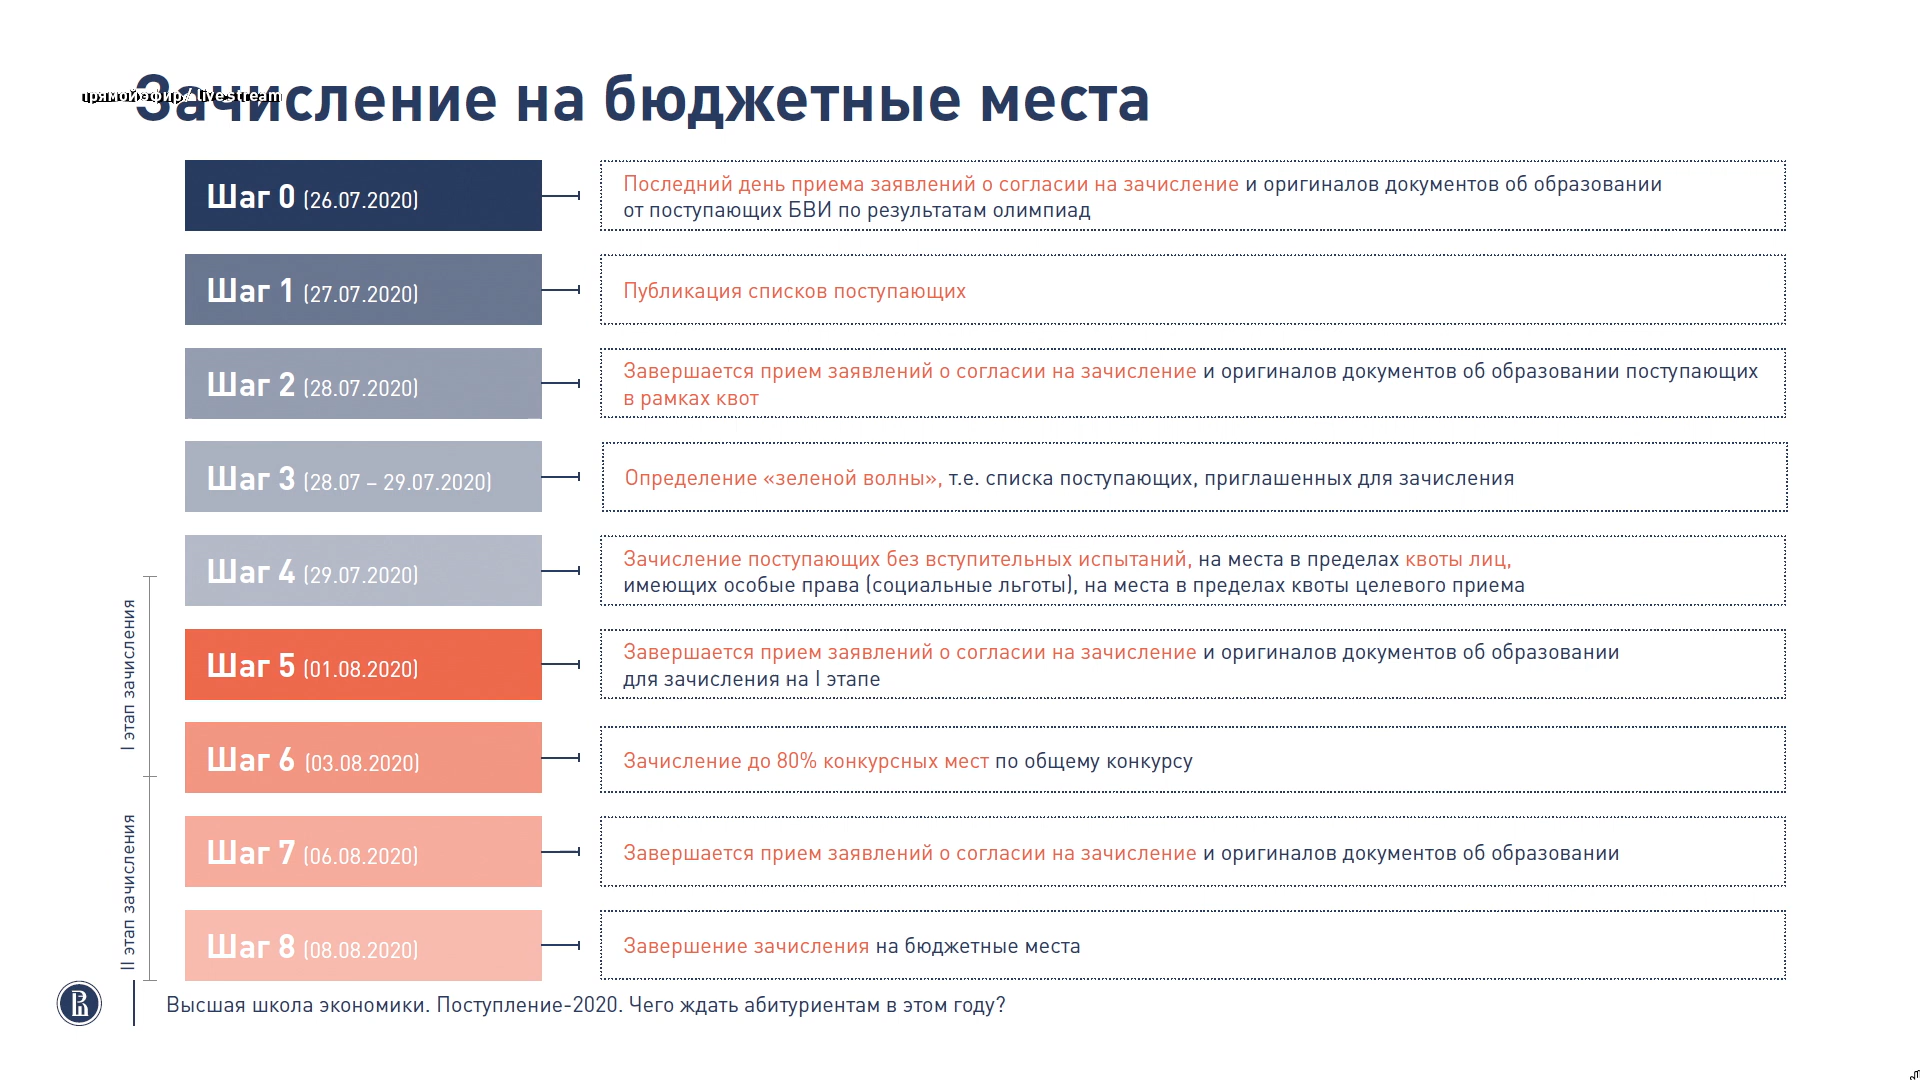 Зачисление на бюджетные места
прямой эфир / live stream
Шаг 0 (26.07.2020)
Последний день приема заявлений о согласии на зачисление и оригиналов документов об образовании
от поступающих БВИ по результатам олимпиад
Шаг 1 (27.07.2020)
Публикация списков поступающих
Шаг 2 (28.07.2020)
Завершается прием заявлений о согласии на зачисление и оригиналов документов об образовании поступающих
в рамках квот
Шаг 3 (28.07 – 29.07.2020)
Определение «зеленой волны», т.е. списка поступающих, приглашенных для зачисления
Шаг 4 (29.07.2020)
Зачисление поступающих без вступительных испытаний, на места в пределах квоты лиц,
имеющих особые права (социальные льготы), на места в пределах квоты целевого приема
I этап зачисления
Шаг 5 (01.08.2020)
Завершается прием заявлений о согласии на зачисление и оригиналов документов об образовании
для зачисления на I этапе
Шаг 6 (03.08.2020)
Зачисление до 80% конкурсных мест по общему конкурсу
II этап зачисления
Шаг 7 (06.08.2020)
Завершается прием заявлений о согласии на зачисление и оригиналов документов об образовании
Шаг 8 (08.08.2020)
Завершение зачисления на бюджетные места
Высшая школа экономики. Поступление-2020. Чего ждать абитуриентам в этом году?